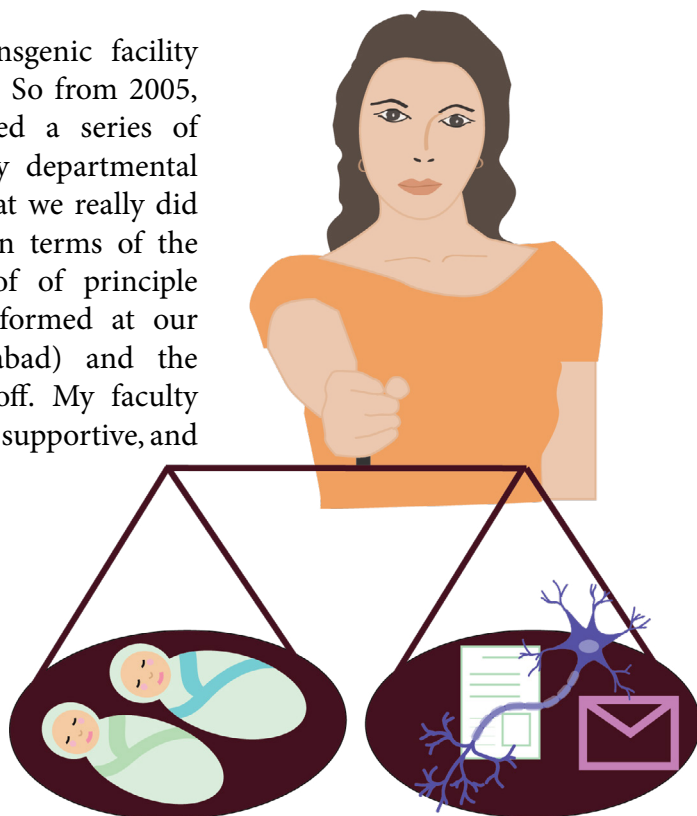 nsgenic facility
So from 2005,
ed a series of
y departmental
at we really did
n terms of the
of of principle
formed at our
abad) and the
off. My faculty
supportive, and